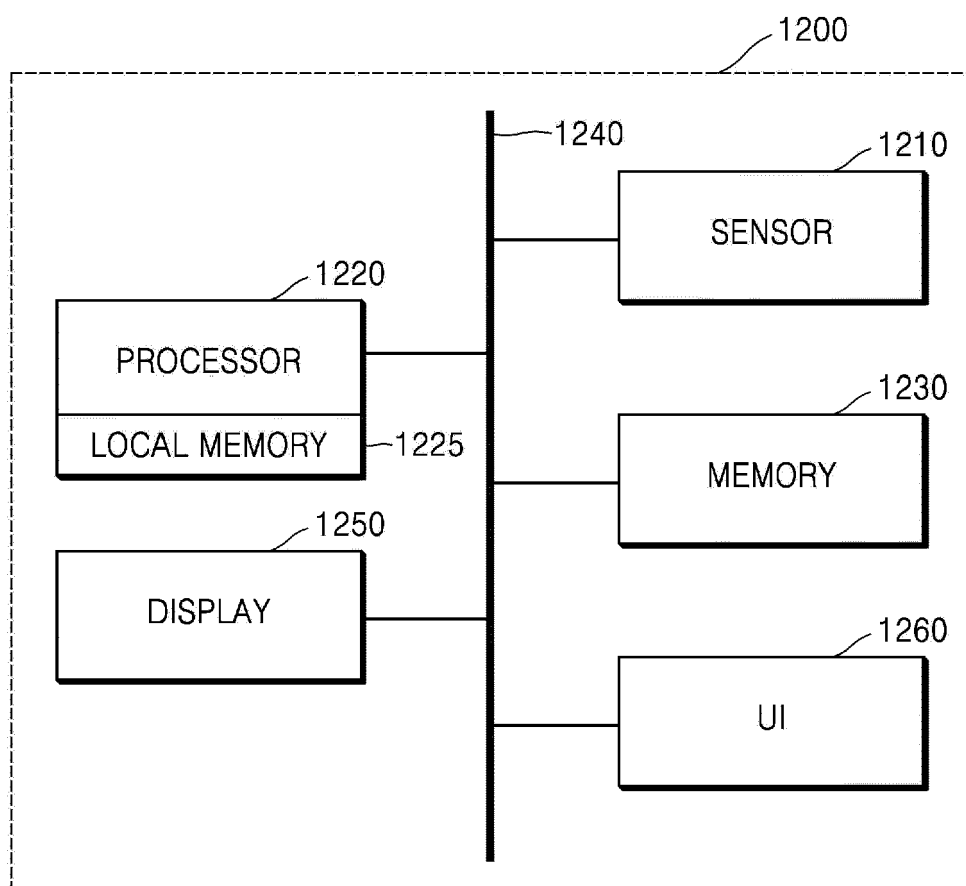 1200
1240
1210
SENSOR
1220
PROCESSOR
LOCAL MEMORY
1225
1230
MEMORY
1250
DISPLAY
1260
UI